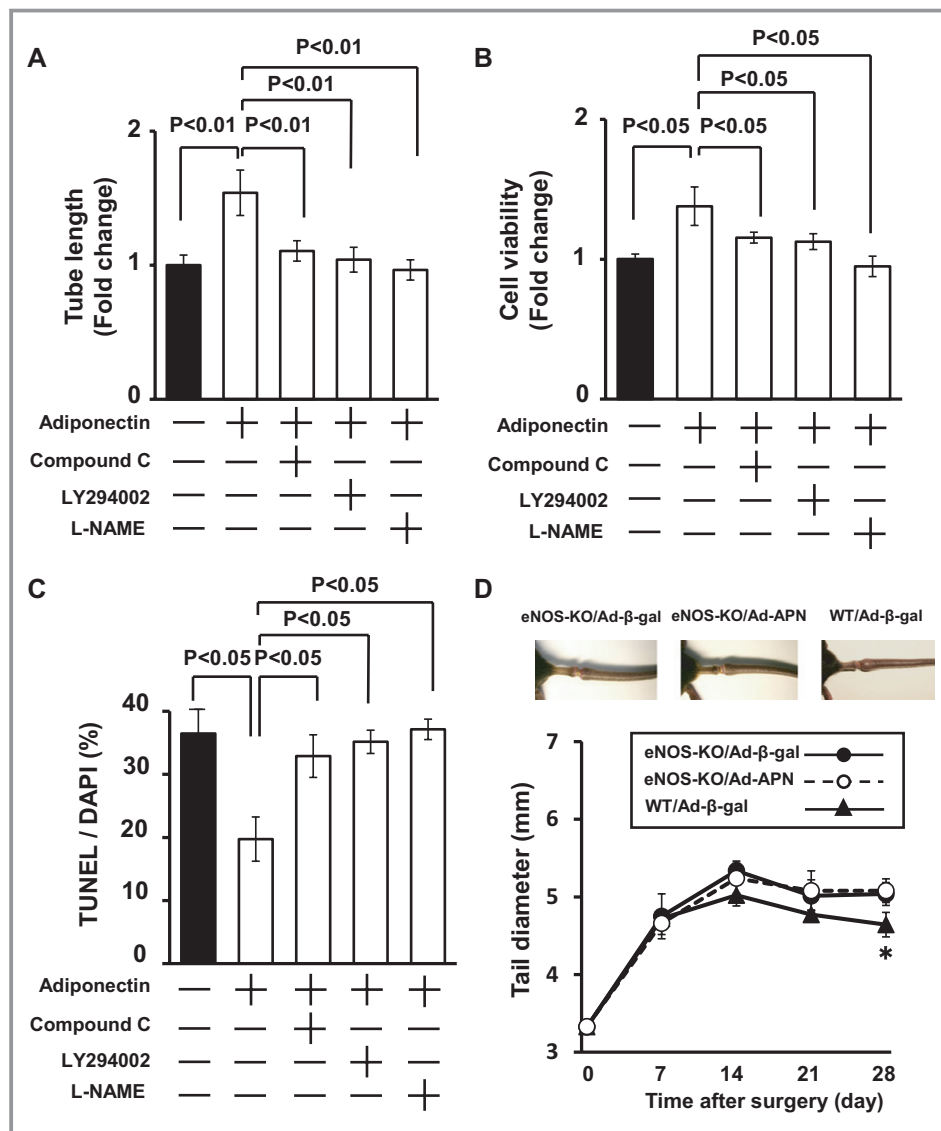 A
P<0.01
P<0.01
P<0.01 P<0.01
2
1
0
Tube length
(Fold change)
Adiponectin — + + + +
Compound C — — + — —
LY294002 — — — + —
L-NAME — — — — +
B
P<0.05
P<0.05
P<0.05 P<0.05
2
1
0
Cell viability
(Fold change)
Adiponectin — + + + +
Compound C — — + — —
LY294002 — — — + —
L-NAME — — — — +
C
P<0.05
P<0.05
P<0.05 P<0.05
40
30
20
10
0
TUNEL / DAPI (%)
Adiponectin — + + + +
Compound C — — + — —
LY294002 — — — + —
L-NAME — — — — +
D
eNOS-KO/Ad-β-gal eNOS-KO/Ad-APN WT/Ad-β-gal
eNOS-KO/Ad-β-gal
eNOS-KO/Ad-APN
WT/Ad-β-gal
7
6
5
4
3
Tail diameter (mm)
*
0 7 14 21 28
Time after surgery (day)